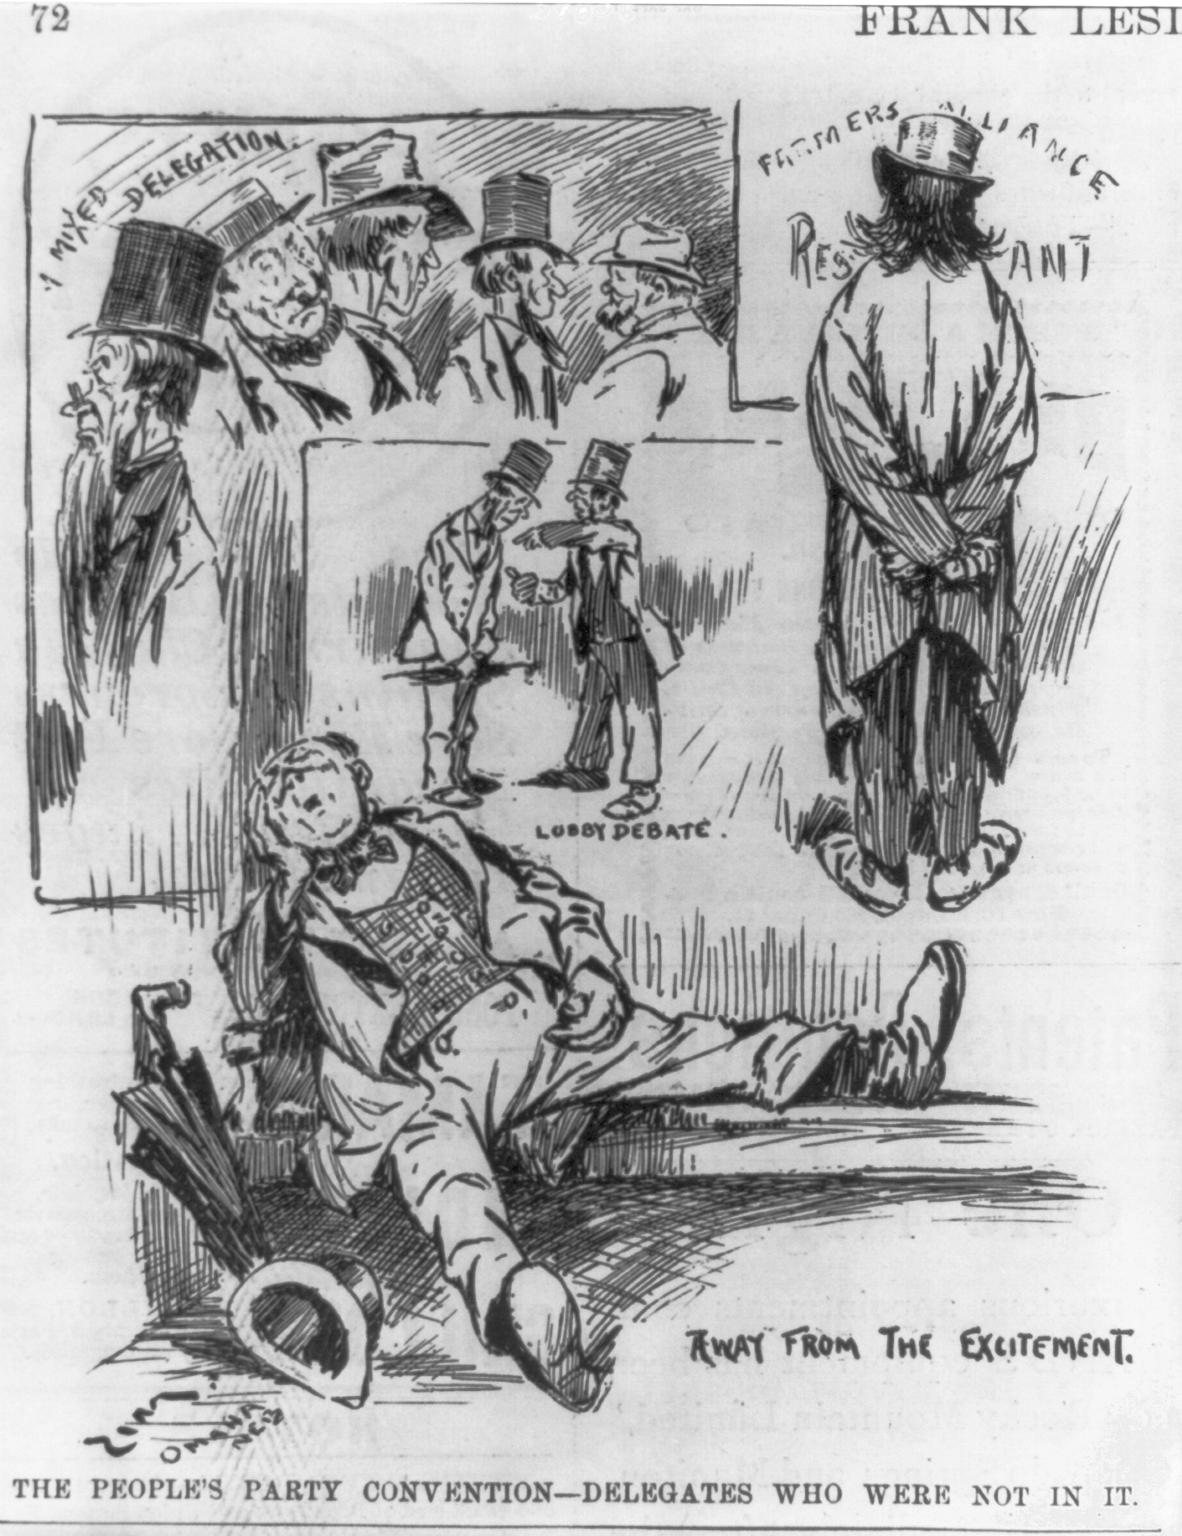 72
FRANK LESI
A MIXED DELEGATION.
FARMERS ALLIANCE
RES ANT
LOBBY DEBATE.
AWAY FROM THE EXCITEMENT.
ZIM.
OMAHA
NEB
THE PEOPLE'S PARTY CONVENTION—DELEGATES WHO WERE NOT IN IT.